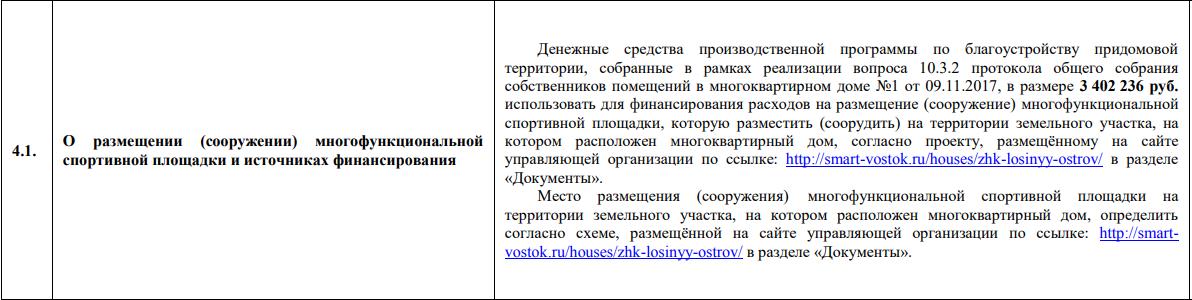 4.1.
О размещении (сооружении) многофункциональной
спортивной площадки и источниках финансирования
Денежные средства производственной программы по благоустройству придомовой
территории, собранные в рамках реализации вопроса 10.3.2 протокола общего собрания
собственников помещений в многоквартирном доме №1 от 09.11.2017, в размере 3 402 236 руб.
использовать для финансирования расходов на размещение (сооружение) многофункциональной
спортивной площадки, которую разместить (соорудить) на территории земельного участка, на
котором расположен многоквартирный дом, согласно проекту, размещённому на сайте
управляющей организации по ссылке: http://smart-vostok.ru/houses/zhk-losinyy-ostrov/ в разделе
«Документы».
Место размещения (сооружения) многофункциональной спортивной площадки на
территории земельного участка, на котором расположен многоквартирный дом, определить
согласно схеме, размещённой на сайте управляющей организации по ссылке: http://smart-
vostok.ru/houses/zhk-losinyy-ostrov/ в разделе «Документы».